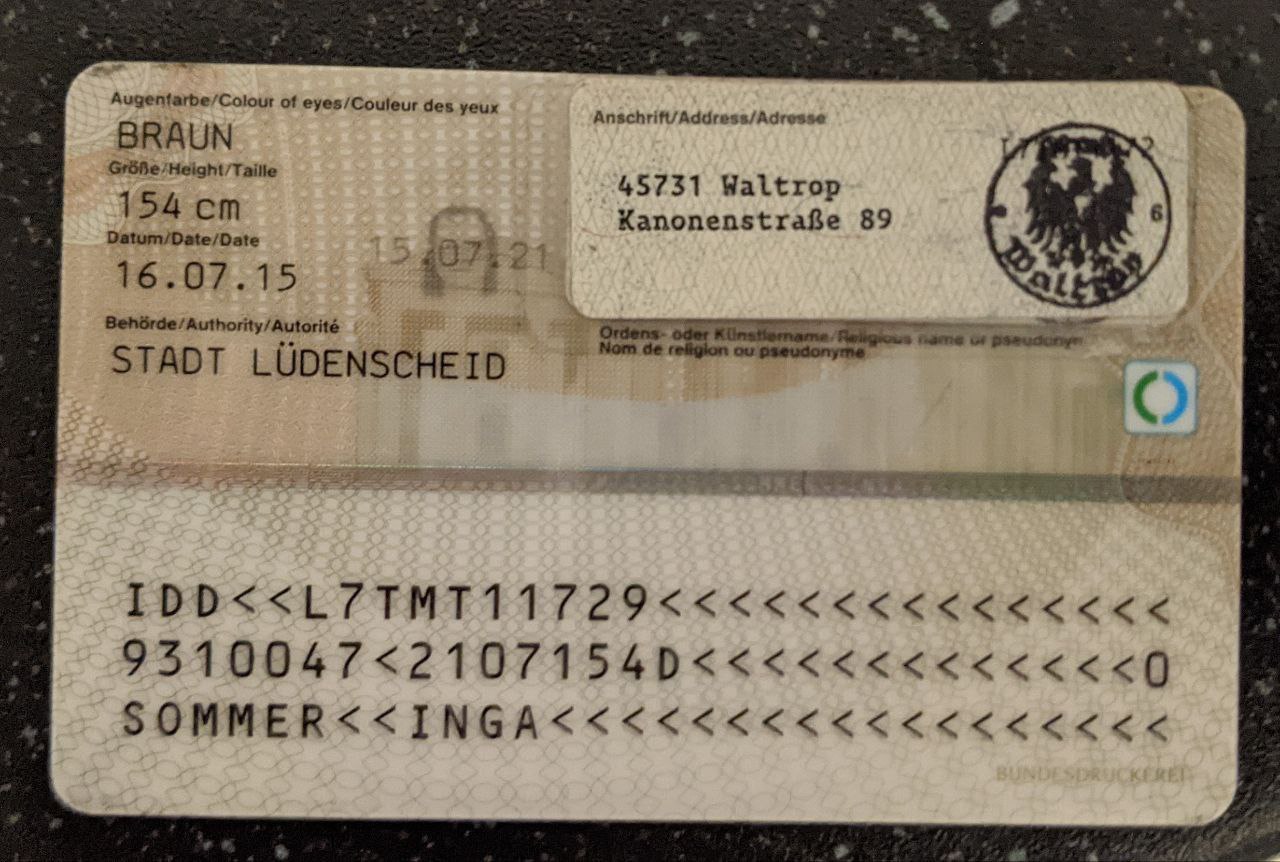 Augenfarbe/Colour of eyes/Couleur des yeux
BRAUN
Größe/Height/Taille
154 cm
Datum/Date/Date
16.07.15
15.07.21
Behörde/Authority/Autorité
STADT LÜDENSCHEID
Anschrift/Address/Adresse
45731 Waltrop
Kanonenstraße 89
6
Waltrop
Ordens- oder Künstlername/Religious name or pseudonym
Nom de religion ou pseudonyme
IDD<<L7TMT11729<<<<<<<<<<<<<<<
9310047<2107154D<<<<<<<<<<<<<0
SOMMER<<INGA<<<<<<<<<<<<<<<<<<
BUNDESDRUCKEREI